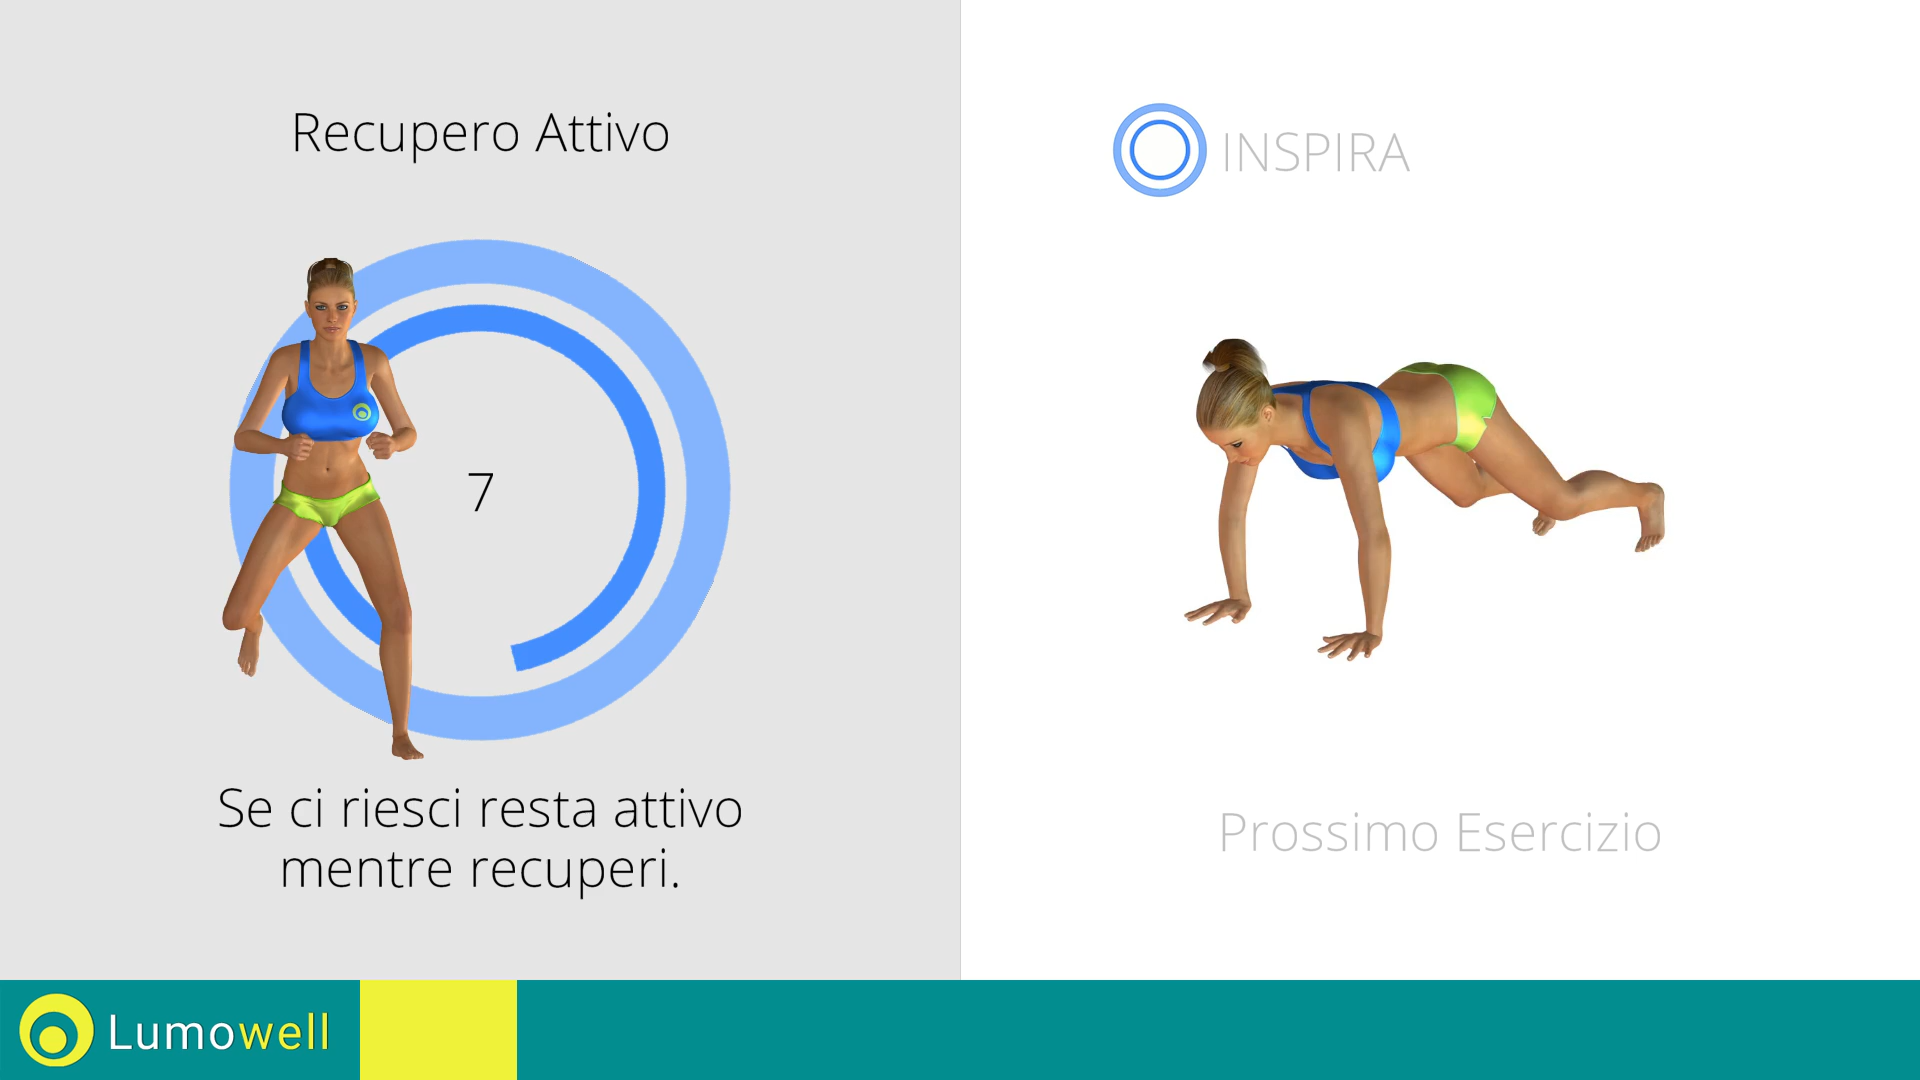 Recupero Attivo
7
Se ci riesci resta attivo
mentre recuperi.
INSPIRA
Prossimo Esercizio
Lumowell